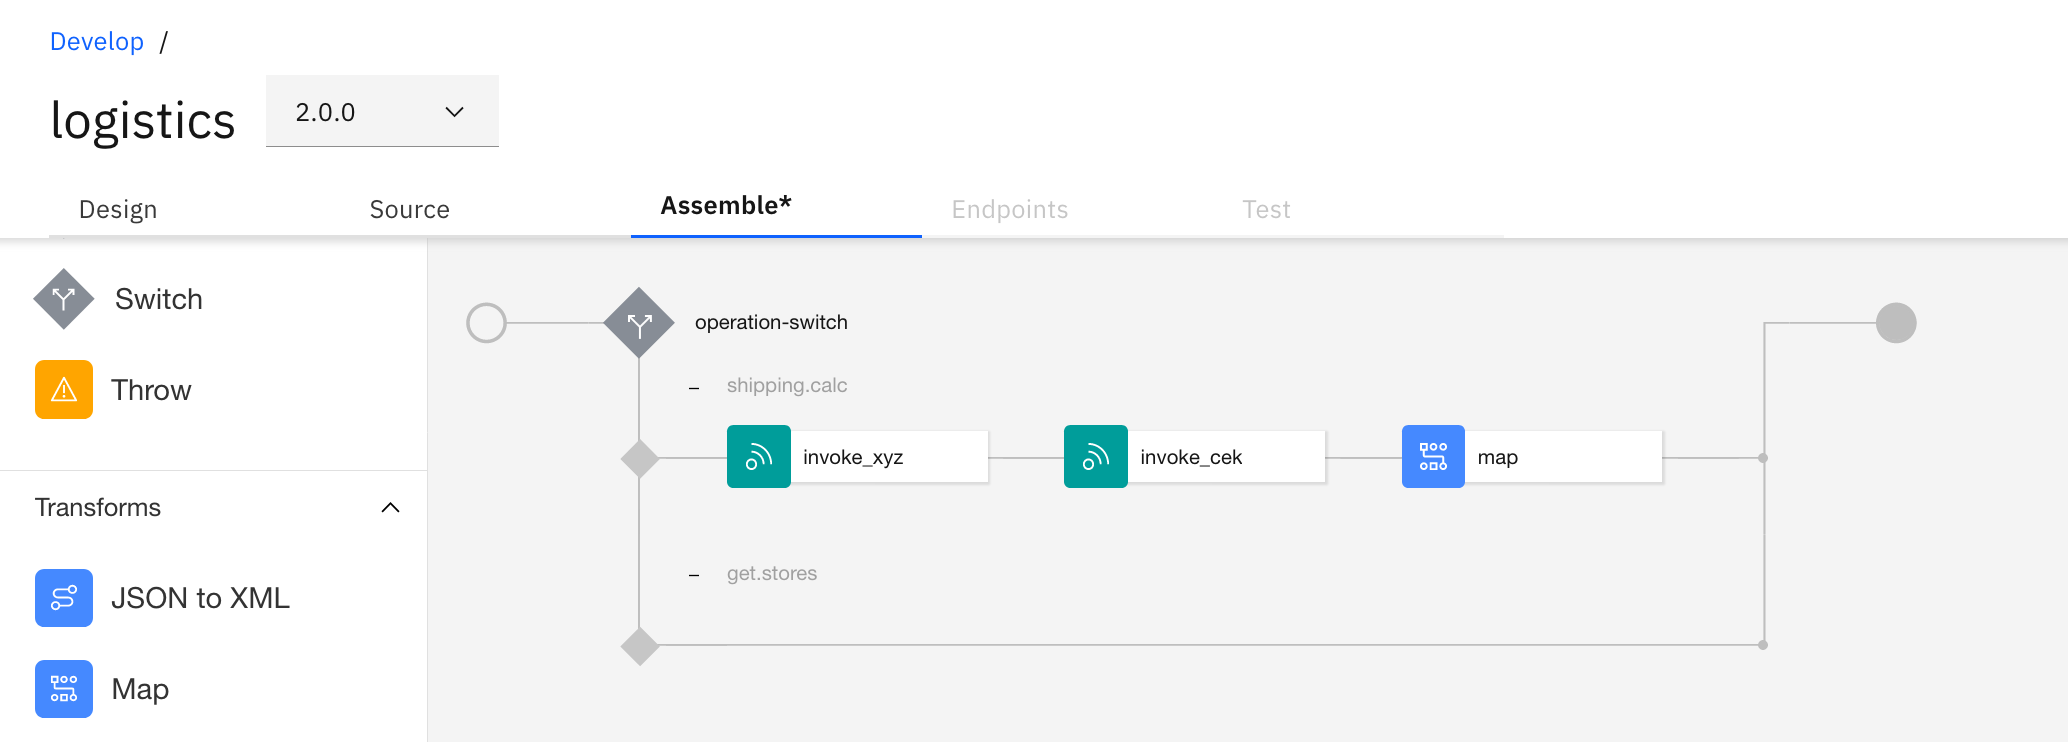 Develop /
logistics 2.0.0
Design Source Assemble* Endpoints Test
Switch
Throw
Transforms
JSON to XML
Map
operation-switch
– shipping.calc
invoke_xyz invoke_cek map
– get.stores